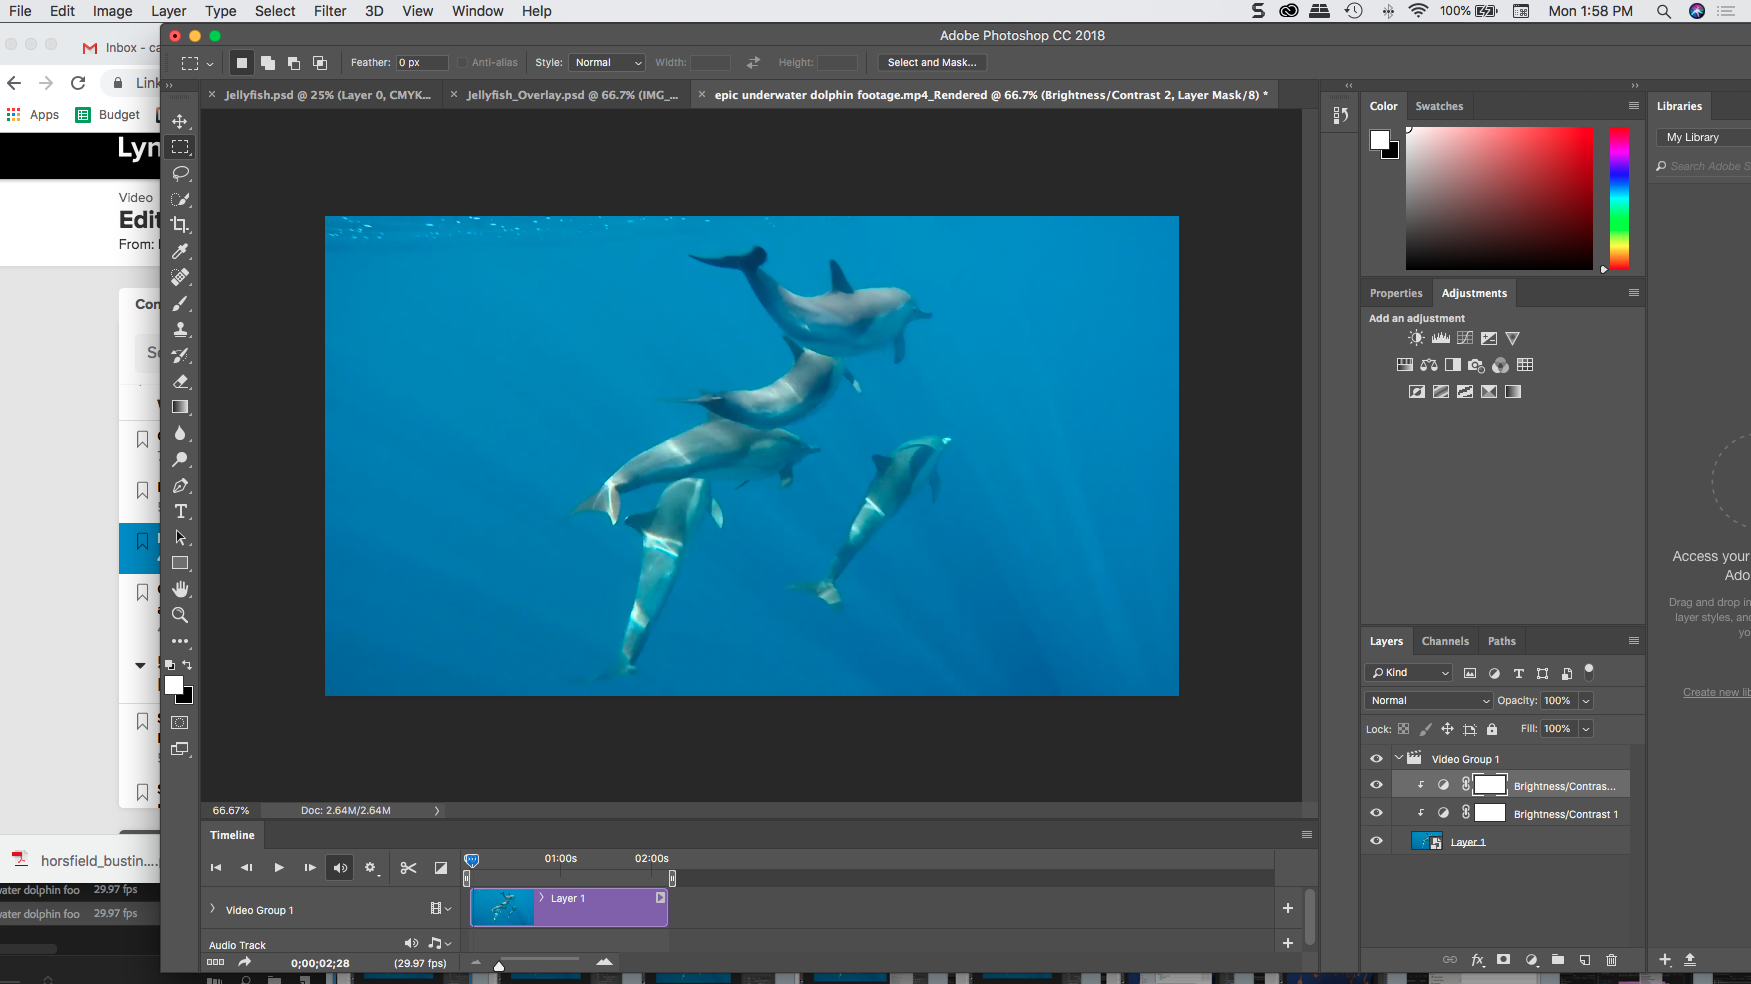 File Edit Image Layer Type Select Filter 3D View Window Help
100% Mon 1:58 PM
Adobe Photoshop CC 2018
Inbox - ca
Feather: 0 px Anti-alias Style: Normal Width: Height: Select and Mask...
Link
Jellyfish.psd @ 25% (Layer 0, CMYK...
Jellyfish_Overlay.psd @ 66.7% (IMG_...
epic underwater dolphin footage.mp4_Rendered @ 66.7% (Brightness/Contrast 2, Layer Mask/8) *
Apps Budget
Lyn
Video
Edit
From:
Con
Color Swatches
Libraries
My Library
Search Adobe S
Properties Adjustments
Add an adjustment
Access your
Ado
Drag and drop in
layer styles, and
yo
Create new lib
Layers Channels Paths
Kind
Normal Opacity: 100%
Lock: Fill: 100%
Video Group 1
Brightness/Contras...
Brightness/Contrast 1
Layer 1
66.67% Doc: 2.64M/2.64M
Timeline
01:00s 02:00s
Layer 1
Video Group 1
Audio Track
0;00;02;28 (29.97 fps)
horsfield_bustin....
water dolphin foo 29.97 fps
water dolphin foo 29.97 fps